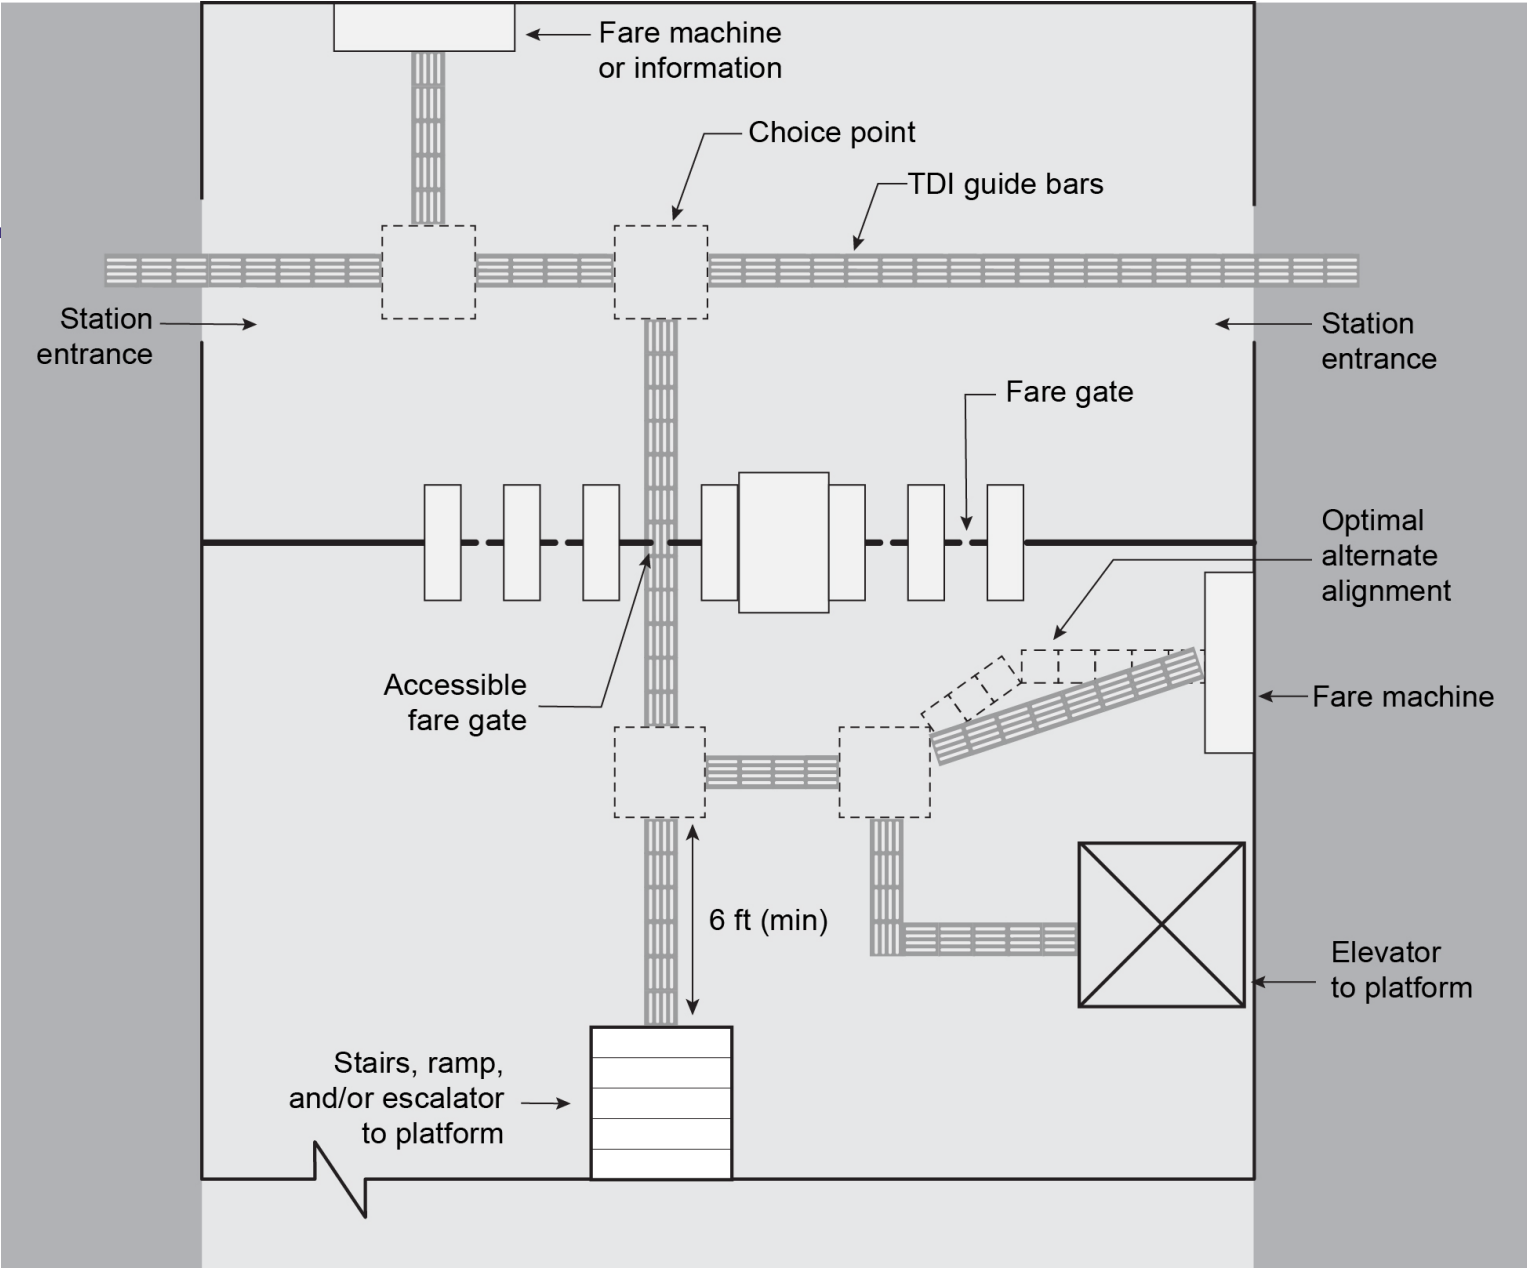 Fare machine
or information
Choice point
TDI guide bars
Station
entrance
Station
entrance
Fare gate
Optimal
alternate
alignment
Accessible
fare gate
Fare machine
6 ft (min)
Elevator
to platform
Stairs, ramp,
and/or escalator
to platform